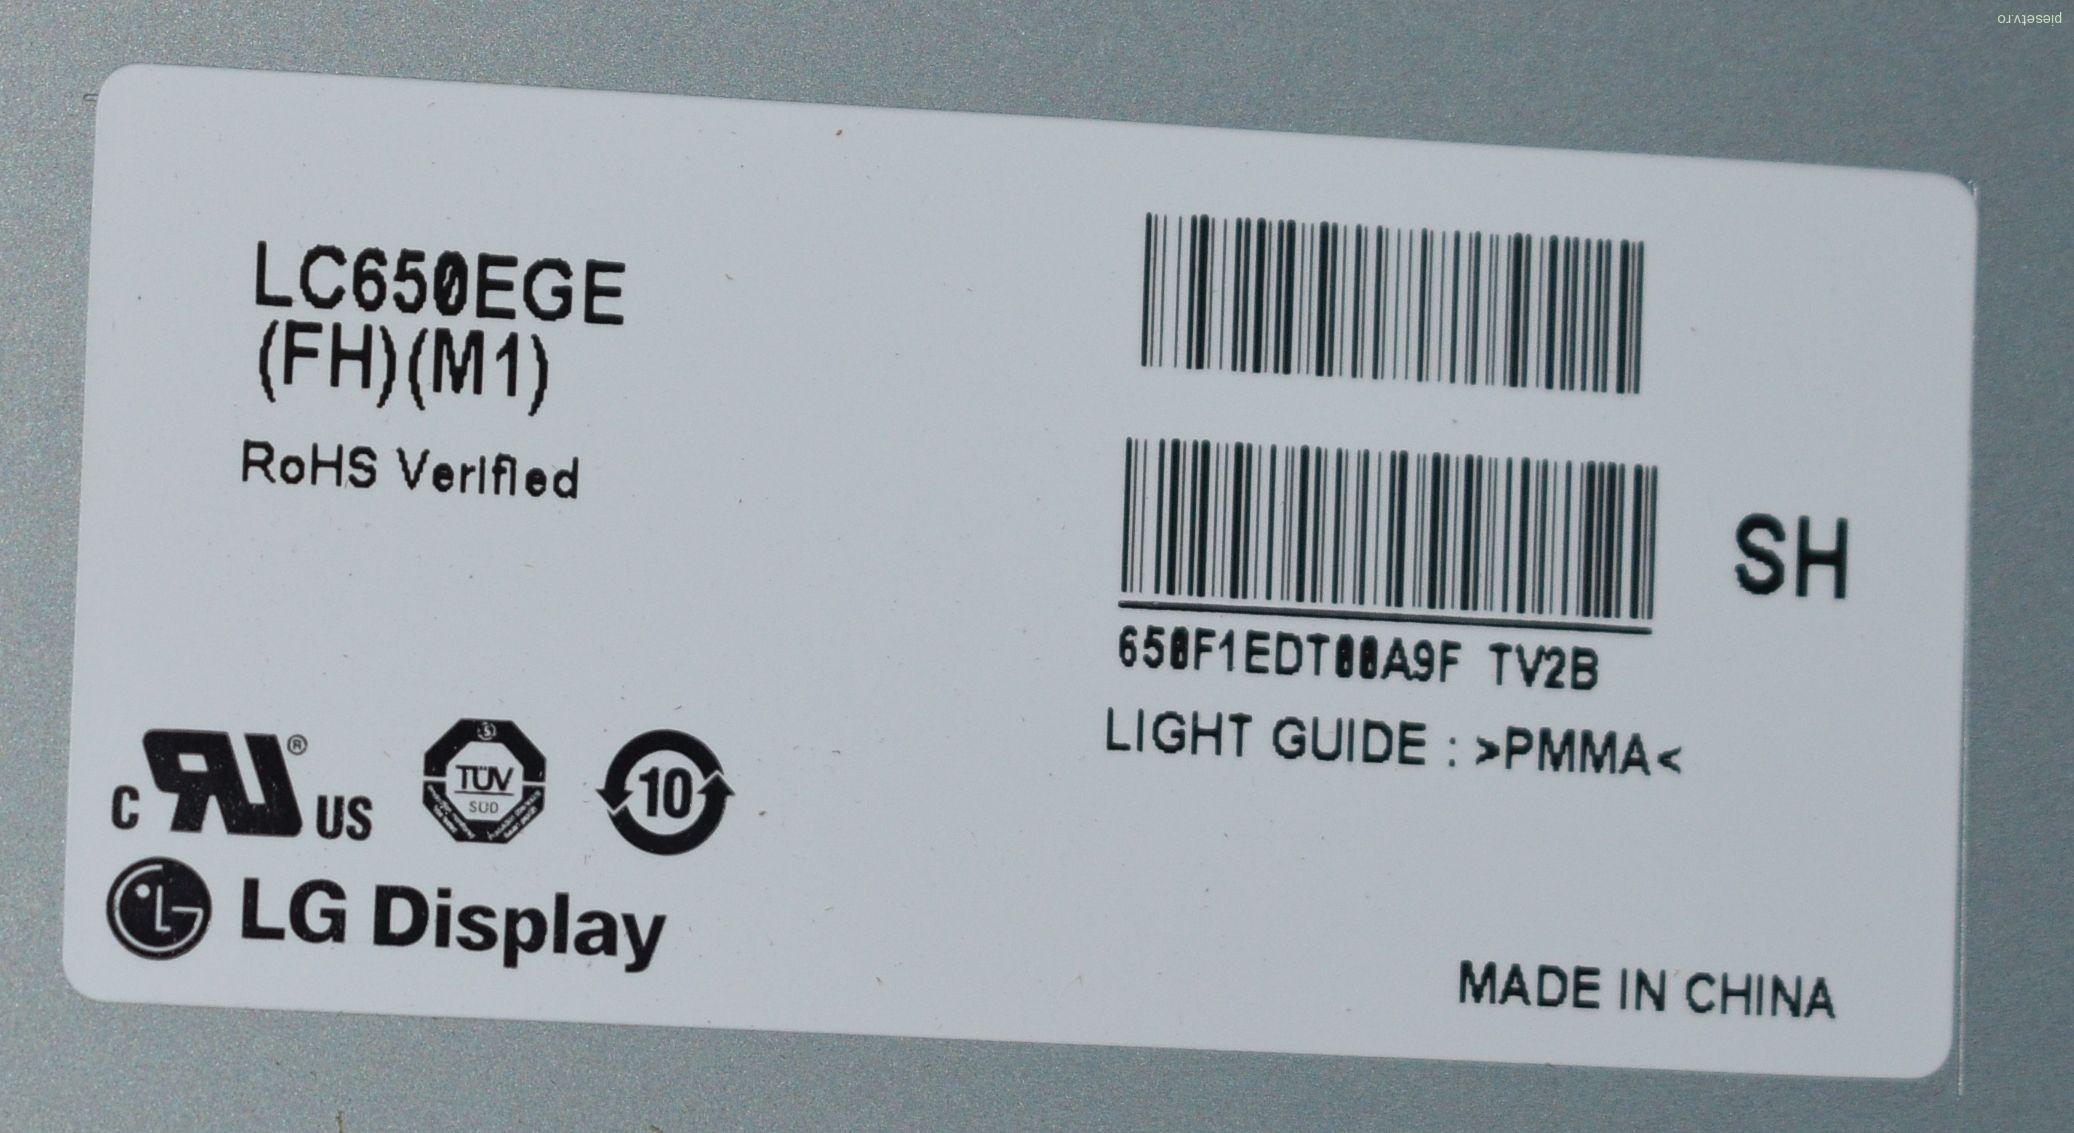 piesetv.ro
LC650EGE
(FH)(M1)
RoHS Verified
SH
650F1EDT00A9F TV2B
LIGHT GUIDE : >PMMA<
C RU ® US
TÜV
SÜD
10
LG Display
MADE IN CHINA